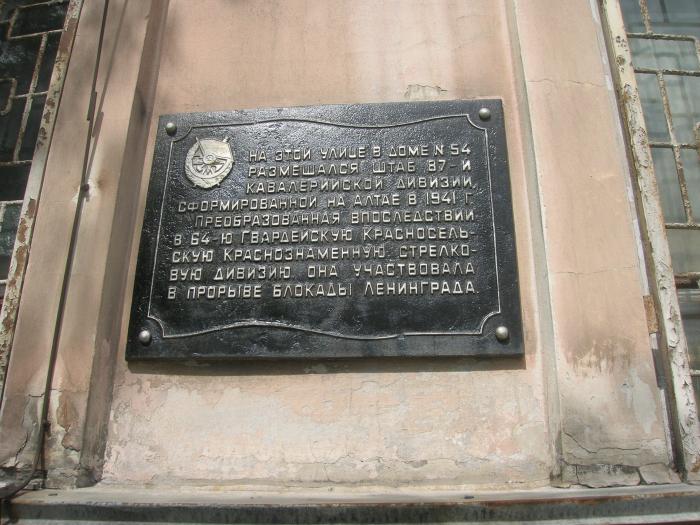 НА ЭТОЙ УЛИЦЕ В ДОМЕ N 54
РАЗМЕЩАЛСЯ ШТАБ 87-Й
КАВАЛЕРИЙСКОЙ ДИВИЗИИ,
СФОРМИРОВАННОЙ НА АЛТАЕ В 1941 Г.
ПРЕОБРАЗОВАННАЯ ВПОСЛЕДСТВИИ
В 64-Ю ГВАРДЕЙСКУЮ КРАСНОСЕЛЬ-
СКУЮ КРАСНОЗНАМЕННУЮ СТРЕЛКО-
ВУЮ ДИВИЗИЮ ОНА УЧАСТВОВАЛА
В ПРОРЫВЕ БЛОКАДЫ ЛЕНИНГРАДА.